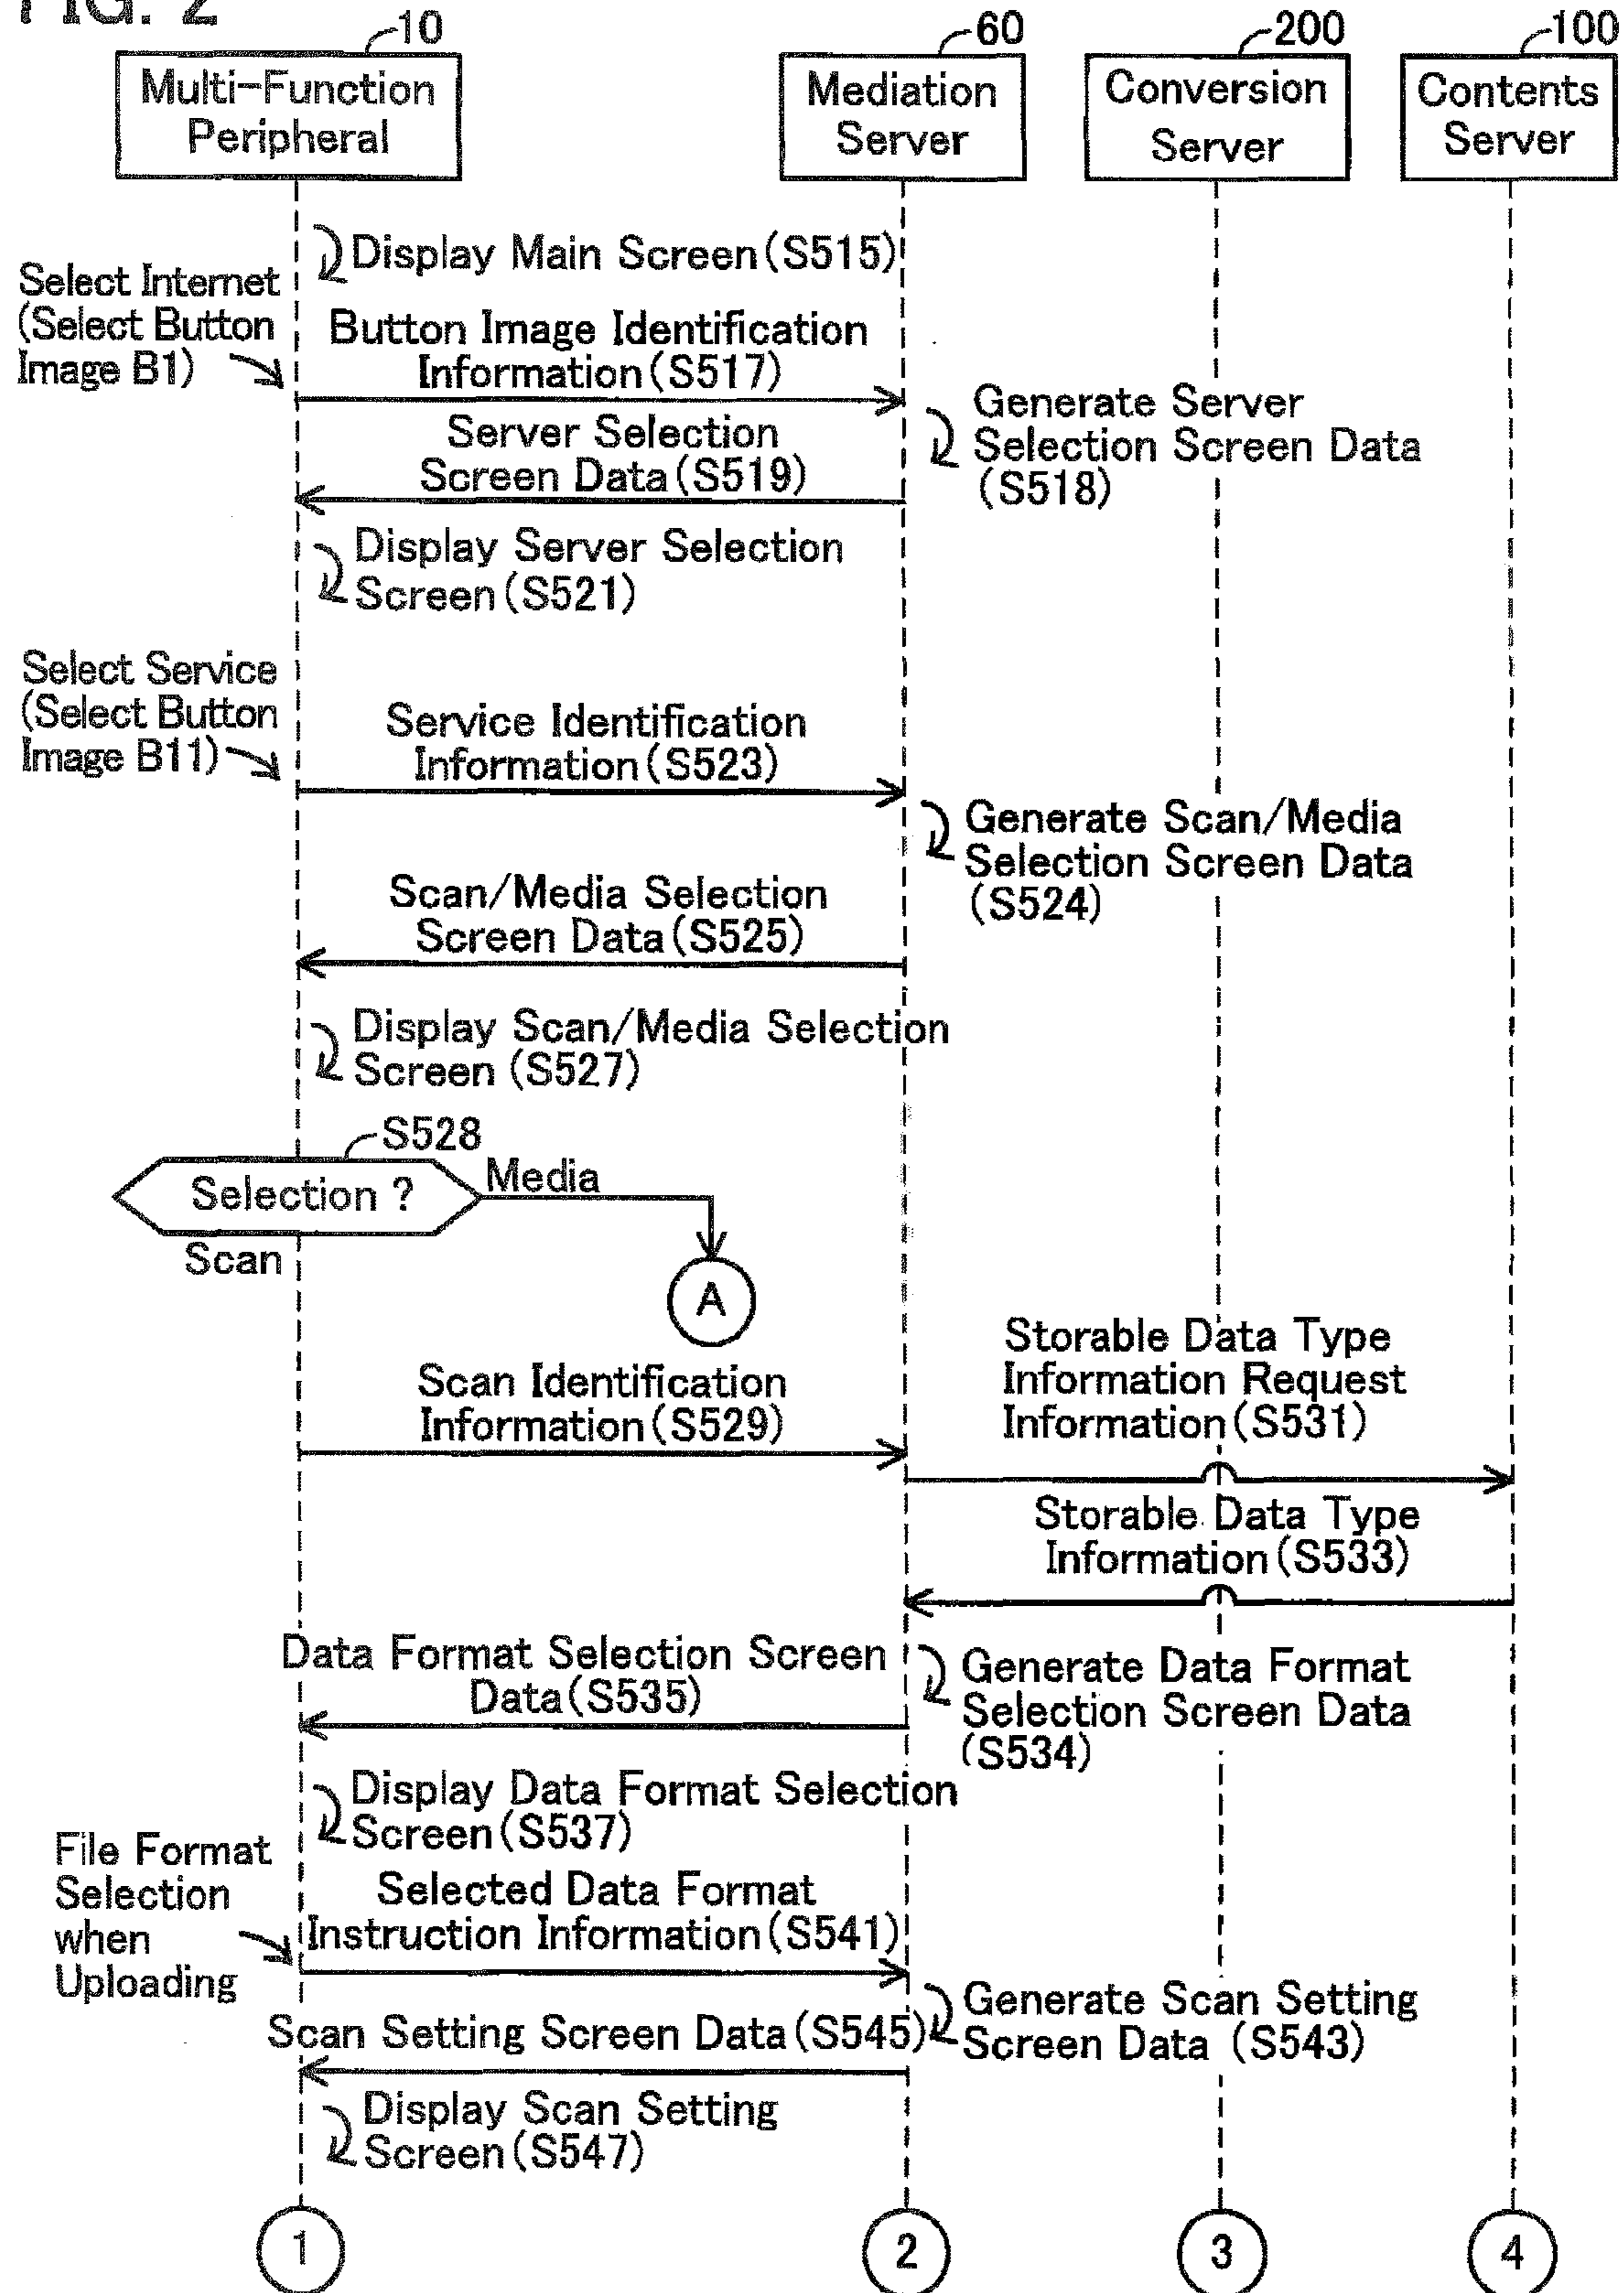 FIG. 2
10
60
200
100
Multi-Function
Peripheral
Mediation
Server
Conversion
Server
Contents
Server
Display Main Screen(S515)
Select Internet
(Select Button
Image B1)
Button Image Identification
Information(S517)
Generate Server
Selection Screen Data
(S518)
Server Selection
Screen Data(S519)
Display Server Selection
Screen(S521)
Select Service
(Select Button
Image B11)
Service Identification
Information(S523)
Generate Scan/Media
Selection Screen Data
(S524)
Scan/Media Selection
Screen Data(S525)
Display Scan/Media Selection
Screen (S527)
S528
Selection ?
Media
Scan
A
Scan Identification
Information(S529)
Storable Data Type
Information Request
Information(S531)
Storable Data Type
Information(S533)
Data Format Selection Screen
Data(S535)
Generate Data Format
Selection Screen Data
(S534)
Display Data Format Selection
Screen(S537)
File Format
Selection
when
Uploading
Selected Data Format
Instruction Information(S541)
Generate Scan Setting
Screen Data (S543)
Scan Setting Screen Data(S545)
Display Scan Setting
Screen(S547)
1
2
3
4